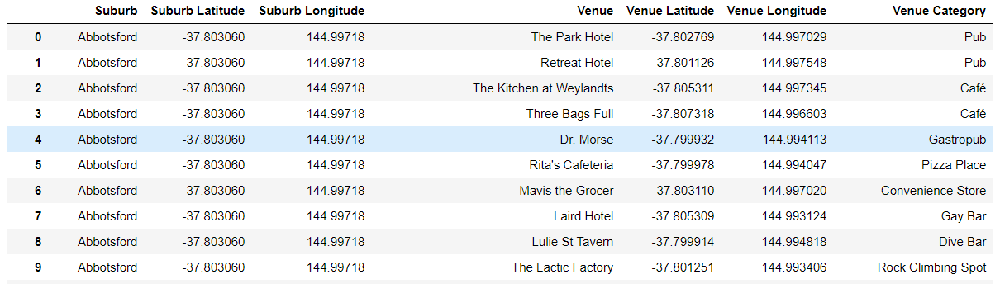 Suburb Suburb Latitude Suburb Longitude Venue Venue Latitude Venue Longitude Venue Category
0 Abbotsford -37.803060 144.99718 The Park Hotel -37.802769 144.997029 Pub
1 Abbotsford -37.803060 144.99718 Retreat Hotel -37.801126 144.997548 Pub
2 Abbotsford -37.803060 144.99718 The Kitchen at Weylandts -37.805311 144.997345 Café
3 Abbotsford -37.803060 144.99718 Three Bags Full -37.807318 144.996603 Café
4 Abbotsford -37.803060 144.99718 Dr. Morse -37.799932 144.994113 Gastropub
5 Abbotsford -37.803060 144.99718 Rita's Cafeteria -37.799978 144.994047 Pizza Place
6 Abbotsford -37.803060 144.99718 Mavis the Grocer -37.803110 144.997020 Convenience Store
7 Abbotsford -37.803060 144.99718 Laird Hotel -37.805309 144.993124 Gay Bar
8 Abbotsford -37.803060 144.99718 Lulie St Tavern -37.799914 144.994818 Dive Bar
9 Abbotsford -37.803060 144.99718 The Lactic Factory -37.801251 144.993406 Rock Climbing Spot